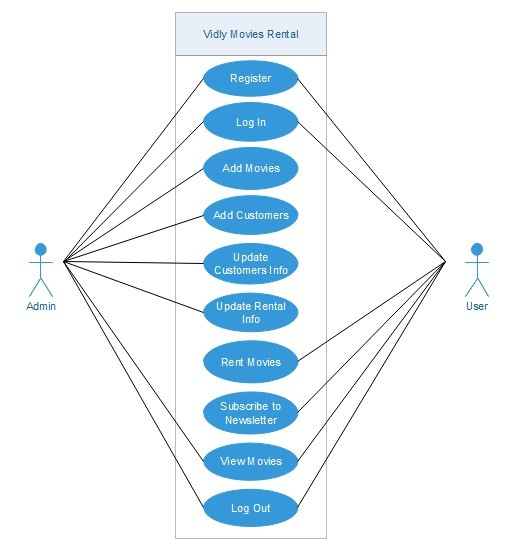 Vidly Movies Rental
Register
Log In
Add Movies
Add Customers
Update
Customers Info
Admin
User
Update Rental
Info
Rent Movies
Subscribe to
Newsletter
View Movies
Log Out